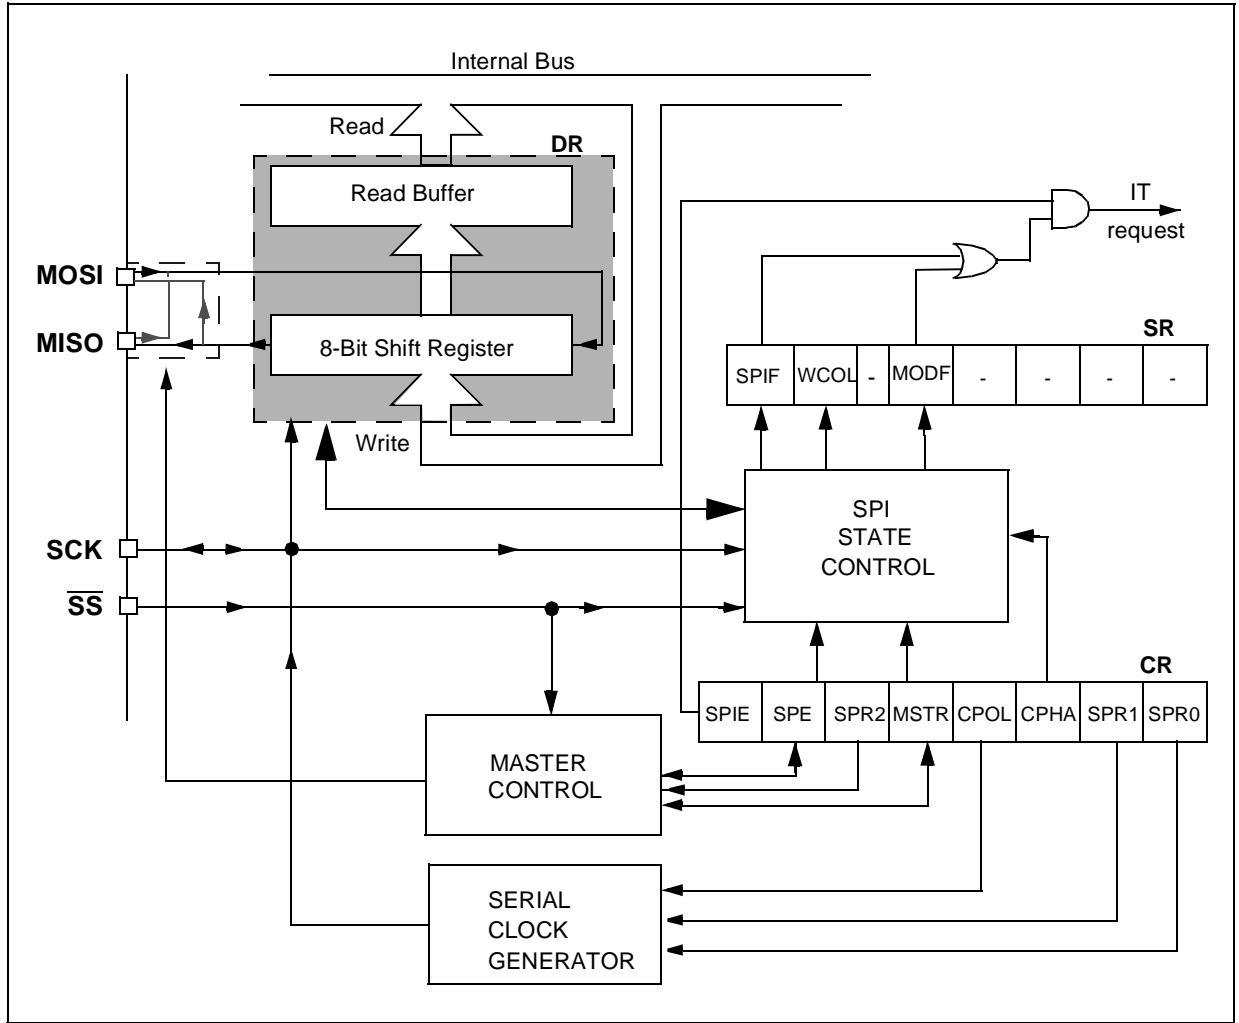 Internal Bus
Read
DR
Read Buffer
IT
request
MOSI
MISO
8-Bit Shift Register
SR
SPIF WCOL - MODF - - - -
Write
SPI
STATE
CONTROL
SCK
SS
CR
SPIE SPE SPR2 MSTR CPOL CPHA SPR1 SPR0
MASTER
CONTROL
SERIAL
CLOCK
GENERATOR